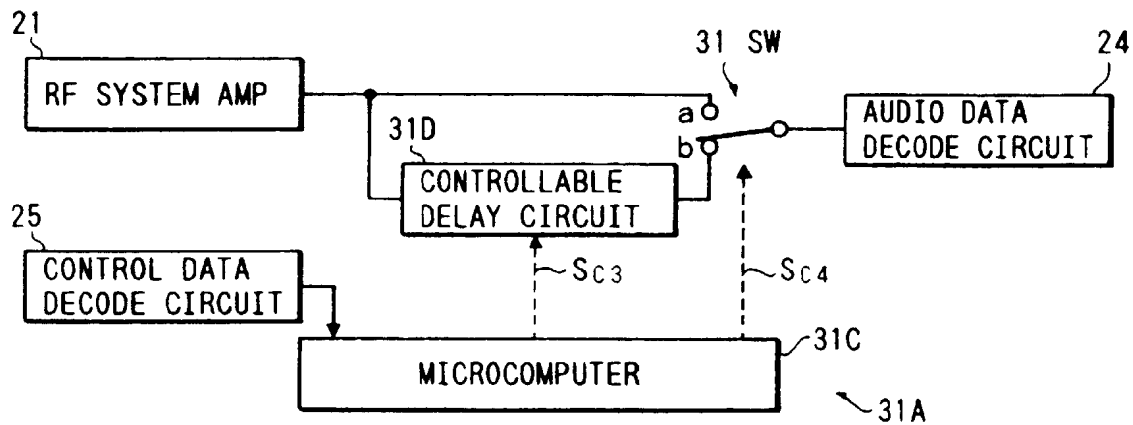 21
RF SYSTEM AMP
31 SW
24
a
b
AUDIO DATA
DECODE CIRCUIT
31D
CONTROLLABLE
DELAY CIRCUIT
25
CONTROL DATA
DECODE CIRCUIT
SC3
SC4
MICROCOMPUTER
31C
31A